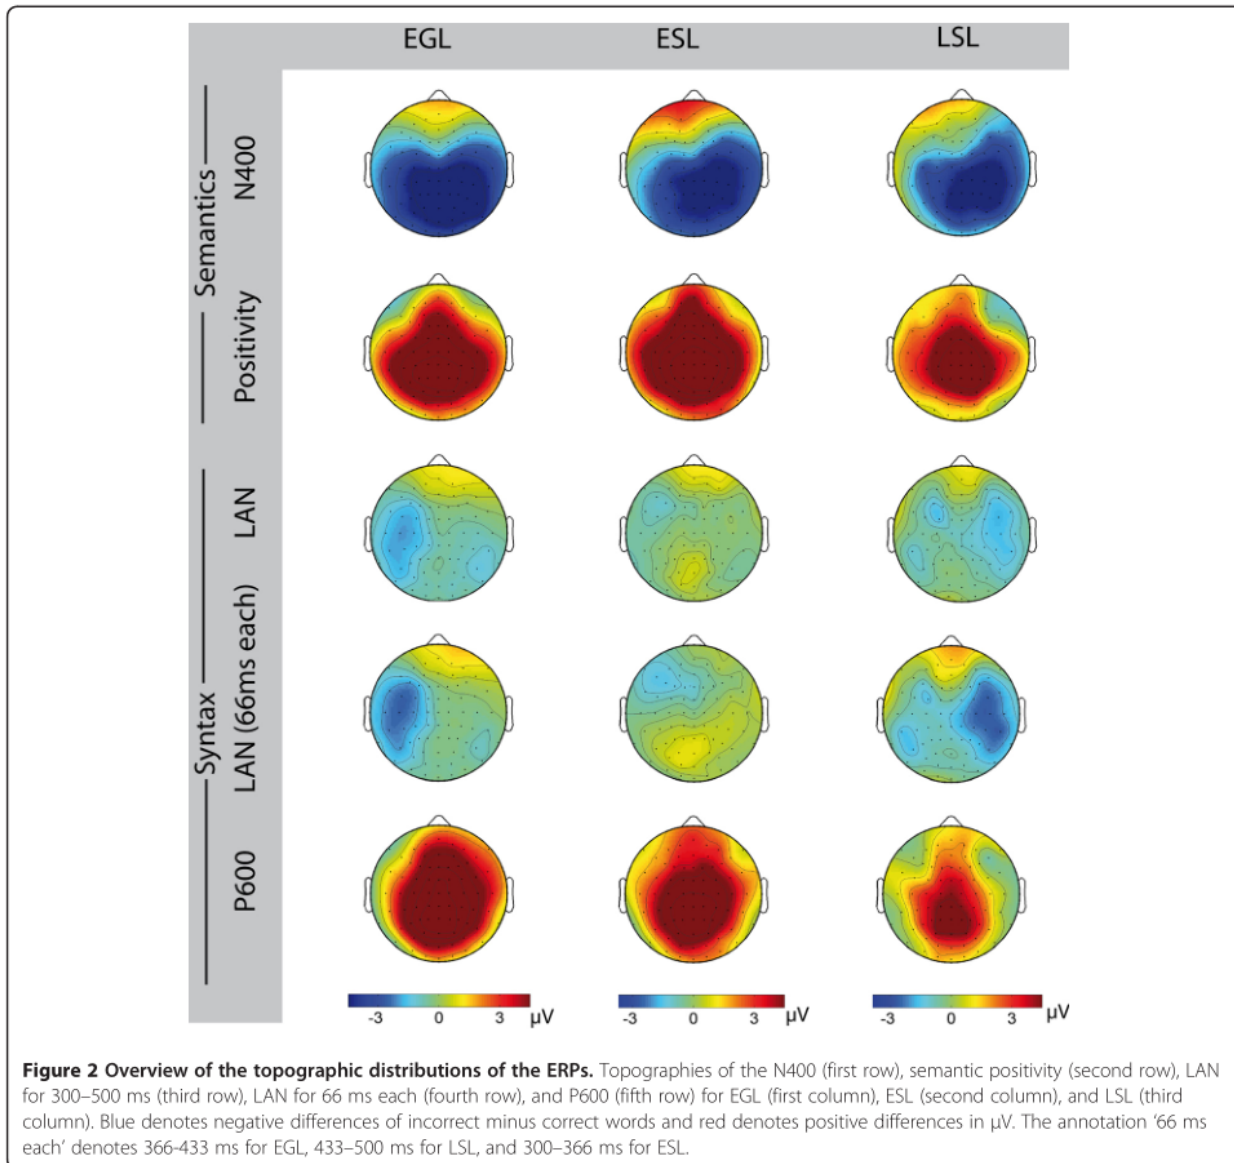 EGL ESL LSL
Semantics
N400
Positivity
Syntax
LAN
LAN (66ms each)
P600
-3 0 3 µV -3 0 3 µV -3 0 3 µV
Figure 2 Overview of the topographic distributions of the ERPs. Topographies of the N400 (first row), semantic positivity (second row), LAN
for 300–500 ms (third row), LAN for 66 ms each (fourth row), and P600 (fifth row) for EGL (first column), ESL (second column), and LSL (third
column). Blue denotes negative differences of incorrect minus correct words and red denotes positive differences in µV. The annotation ‘66 ms
each’ denotes 366-433 ms for EGL, 433–500 ms for LSL, and 300–366 ms for ESL.